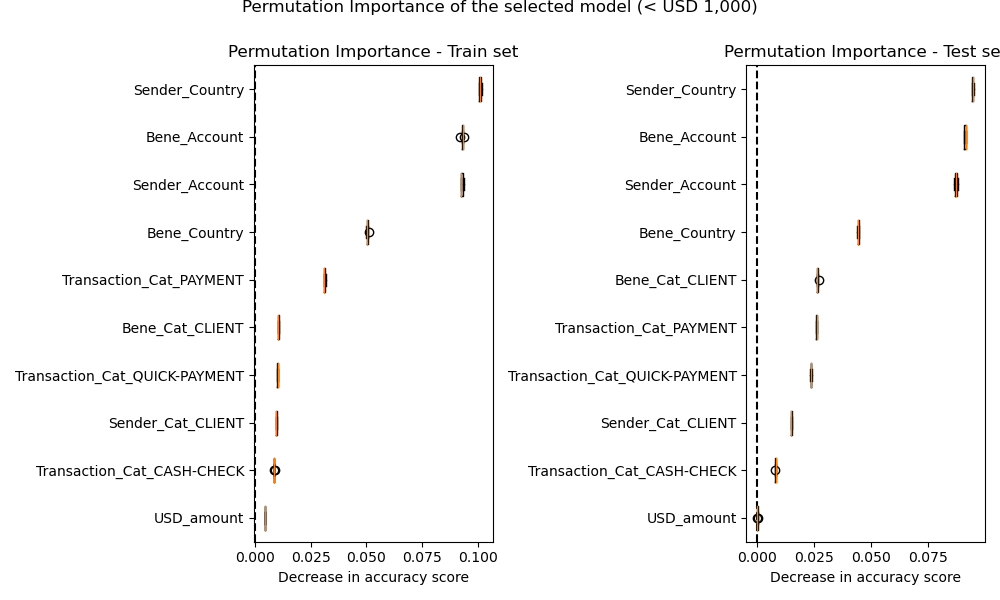 Permutation Importance of the selected model (< USD 1,000)
Permutation Importance - Train set
Sender_Country
Bene_Account
Sender_Account
Bene_Country
Transaction_Cat_PAYMENT
Bene_Cat_CLIENT
Transaction_Cat_QUICK-PAYMENT
Sender_Cat_CLIENT
Transaction_Cat_CASH-CHECK
USD_amount
0.000 0.025 0.050 0.075 0.100
Decrease in accuracy score
Permutation Importance - Test se
Sender_Country
Bene_Account
Sender_Account
Bene_Country
Bene_Cat_CLIENT
Transaction_Cat_PAYMENT
Transaction_Cat_QUICK-PAYMENT
Sender_Cat_CLIENT
Transaction_Cat_CASH-CHECK
USD_amount
0.000 0.025 0.050 0.075
Decrease in accuracy score